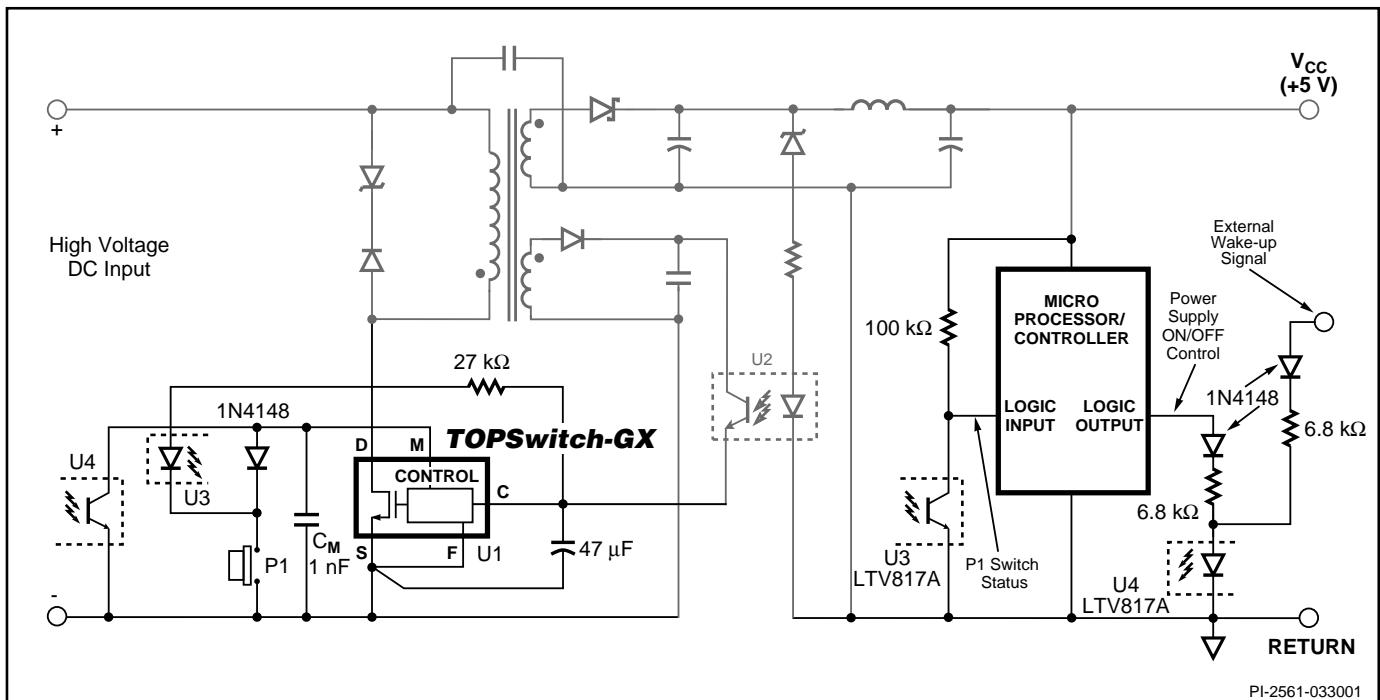 VCC
(+5 V)
+
High Voltage
DC Input
External
Wake-up
Signal
MICRO
PROCESSOR/
CONTROLLER
Power
Supply
ON/OFF
Control
100 kΩ
27 kΩ
U2
1N4148
1N4148
LOGIC
INPUT
LOGIC
OUTPUT
6.8 kΩ
TOPSwitch-GX
D
M
CONTROL
C
U4
U3
6.8 kΩ
CM
1 nF
P1
S
F
U1
47 µF
U3
LTV817A
P1 Switch
Status
U4
LTV817A
-
RETURN
PI-2561-033001